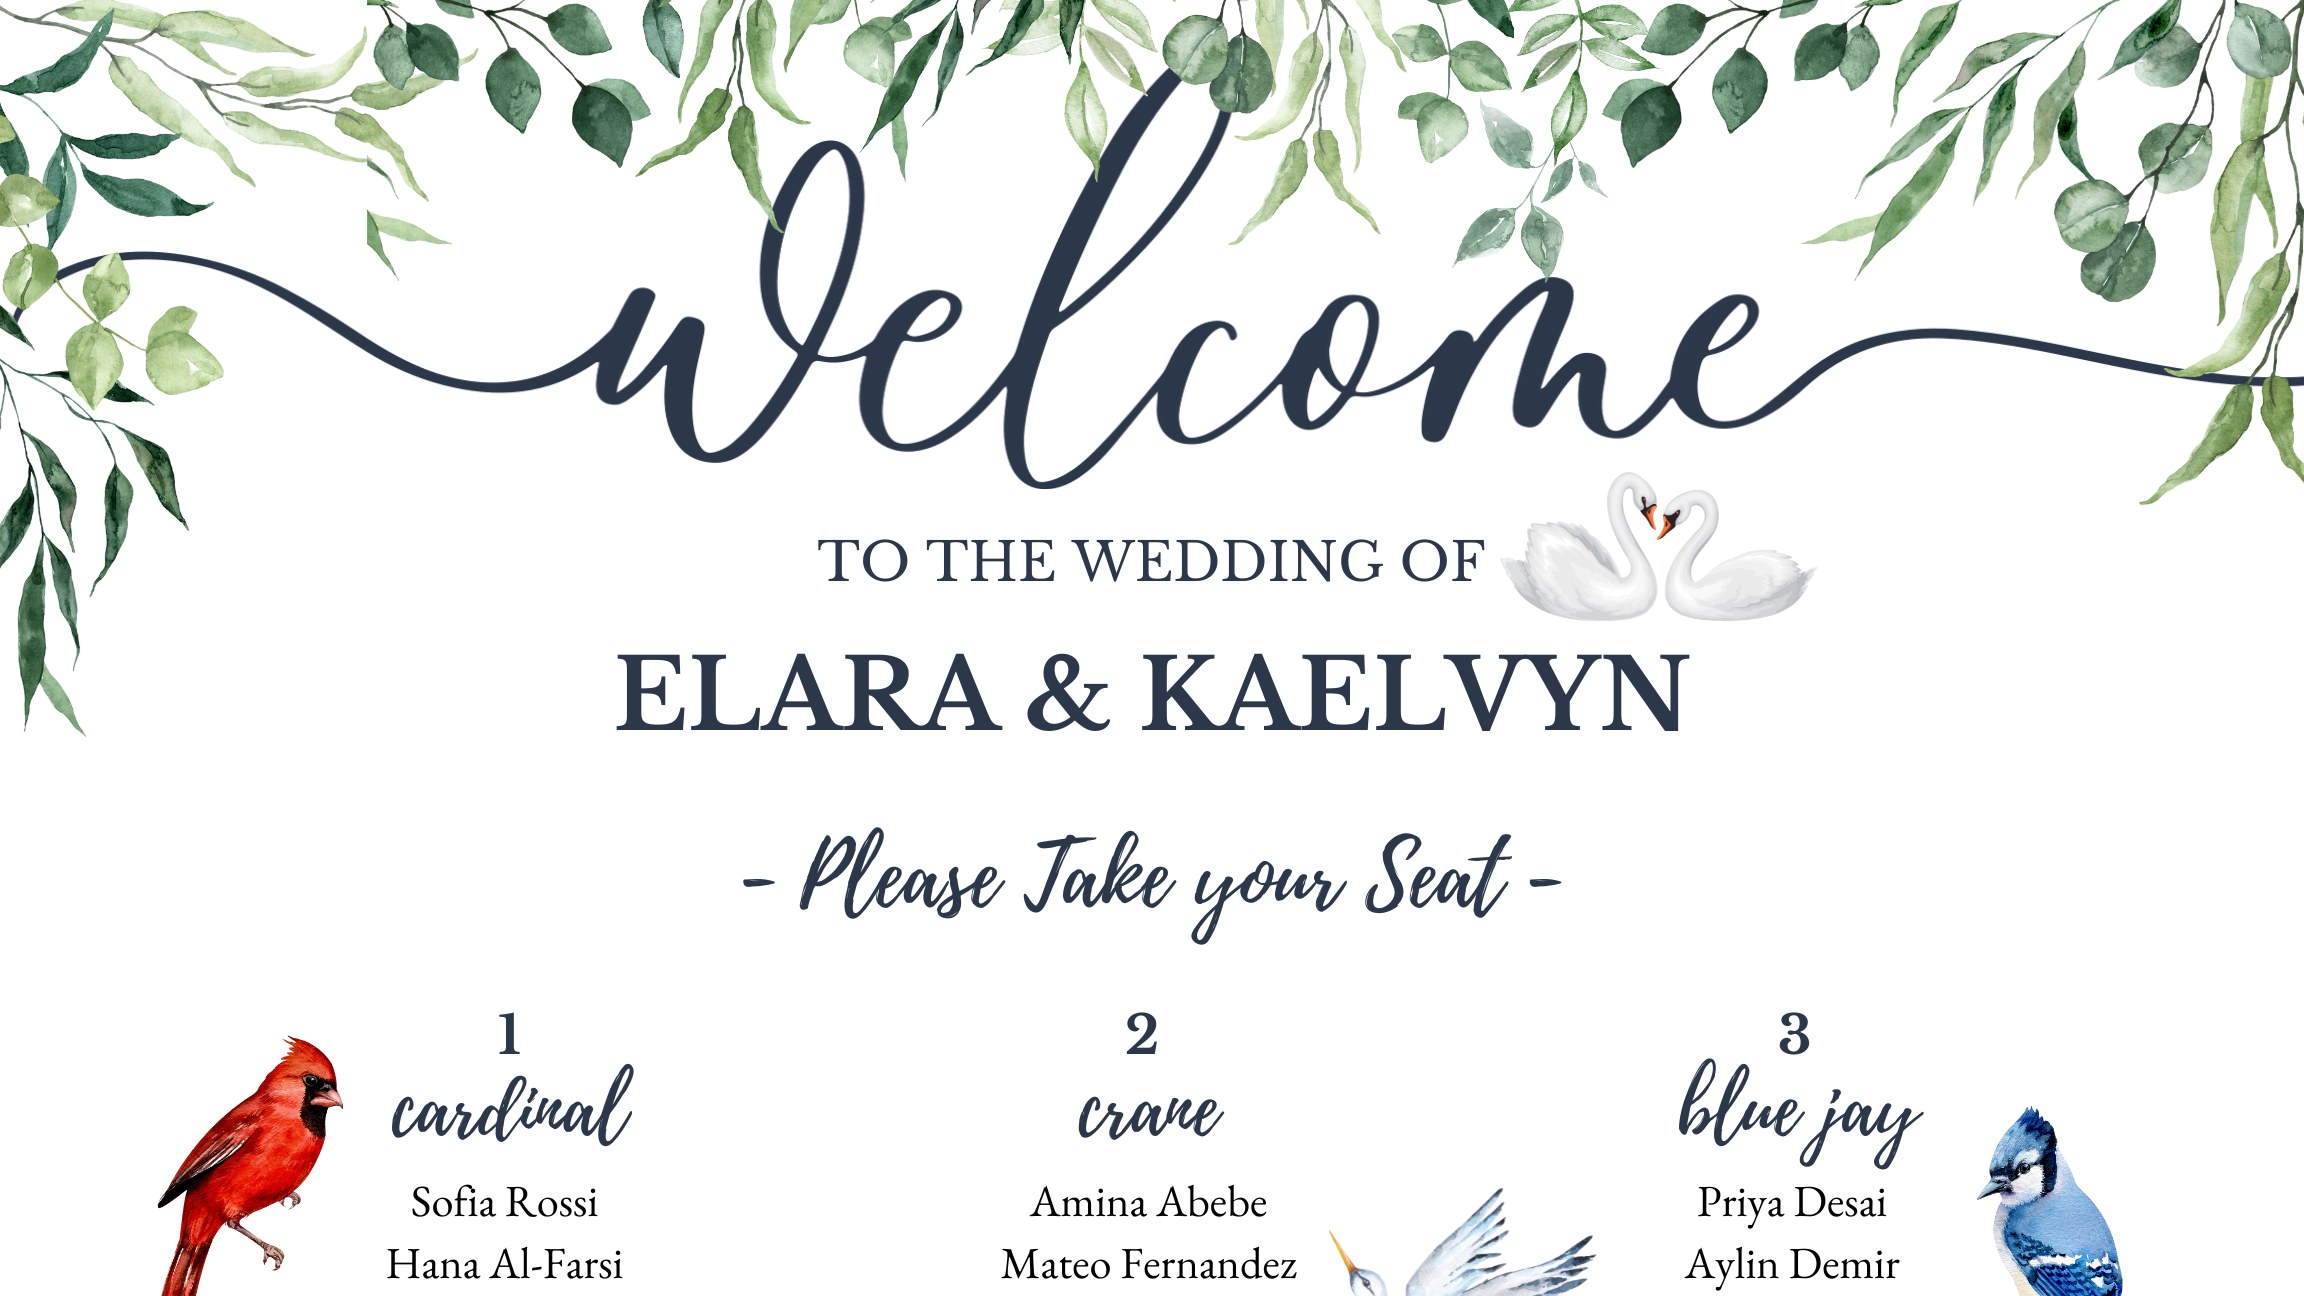 welcome
TO THE WEDDING OF
ELARA & KAELVYN
- Please Take your Seat -
1
cardinal
Sofia Rossi
Hana Al-Farsi
2
crane
Amina Abebe
Mateo Fernandez
3
blue jay
Priya Desai
Aylin Demir